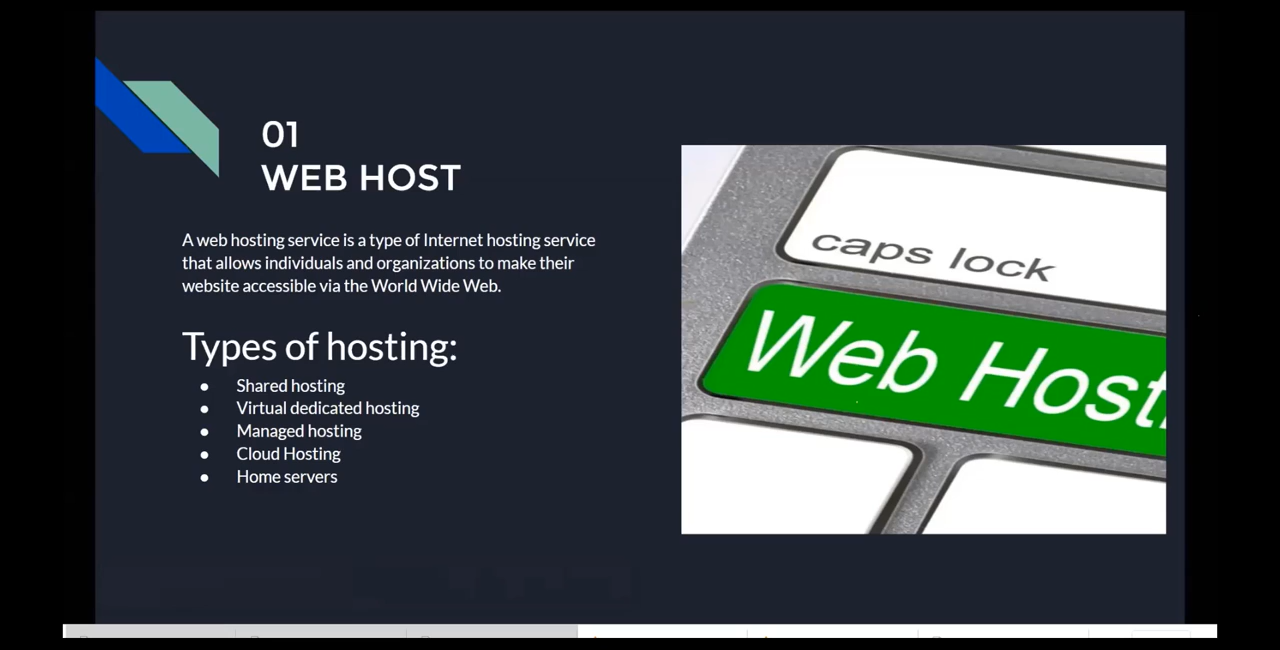 01
WEB HOST
A web hosting service is a type of Internet hosting service
that allows individuals and organizations to make their
website accessible via the World Wide Web.
Types of hosting:
● Shared hosting
● Virtual dedicated hosting
● Managed hosting
● Cloud Hosting
● Home servers
caps lock
Web Host